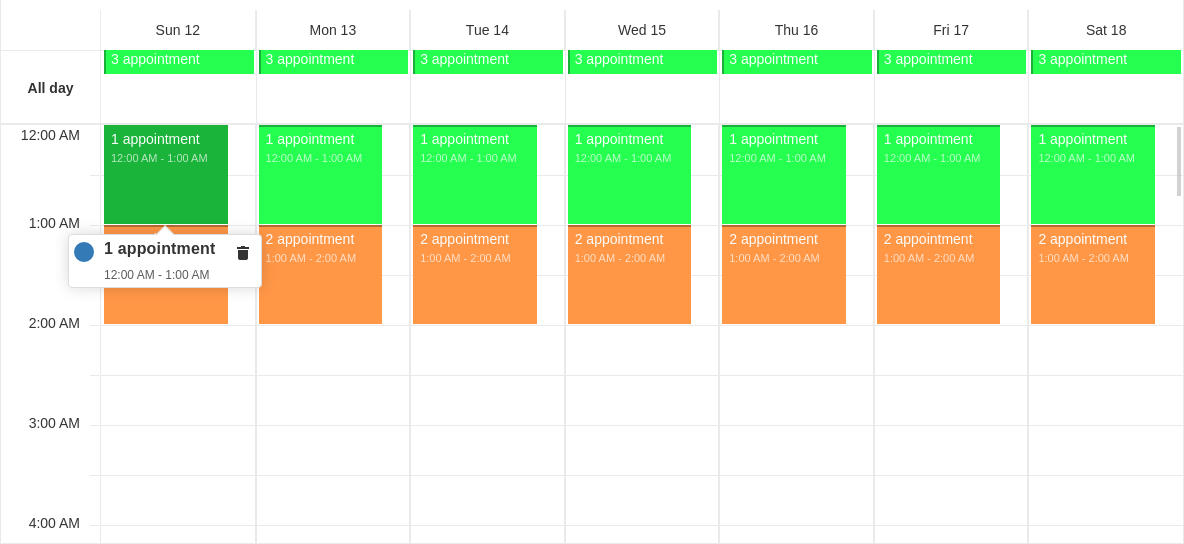 Sun 12 Mon 13 Tue 14 Wed 15 Thu 16 Fri 17 Sat 18
3 appointment 3 appointment 3 appointment 3 appointment 3 appointment 3 appointment 3 appointment
All day
12:00 AM
1 appointment 1 appointment 1 appointment 1 appointment 1 appointment 1 appointment 1 appointment
12:00 AM - 1:00 AM 12:00 AM - 1:00 AM 12:00 AM - 1:00 AM 12:00 AM - 1:00 AM 12:00 AM - 1:00 AM 12:00 AM - 1:00 AM 12:00 AM - 1:00 AM
1:00 AM
1 appointment
12:00 AM - 1:00 AM
2 appointment 2 appointment 2 appointment 2 appointment 2 appointment 2 appointment
1:00 AM - 2:00 AM 1:00 AM - 2:00 AM 1:00 AM - 2:00 AM 1:00 AM - 2:00 AM 1:00 AM - 2:00 AM 1:00 AM - 2:00 AM
2:00 AM
3:00 AM
4:00 AM